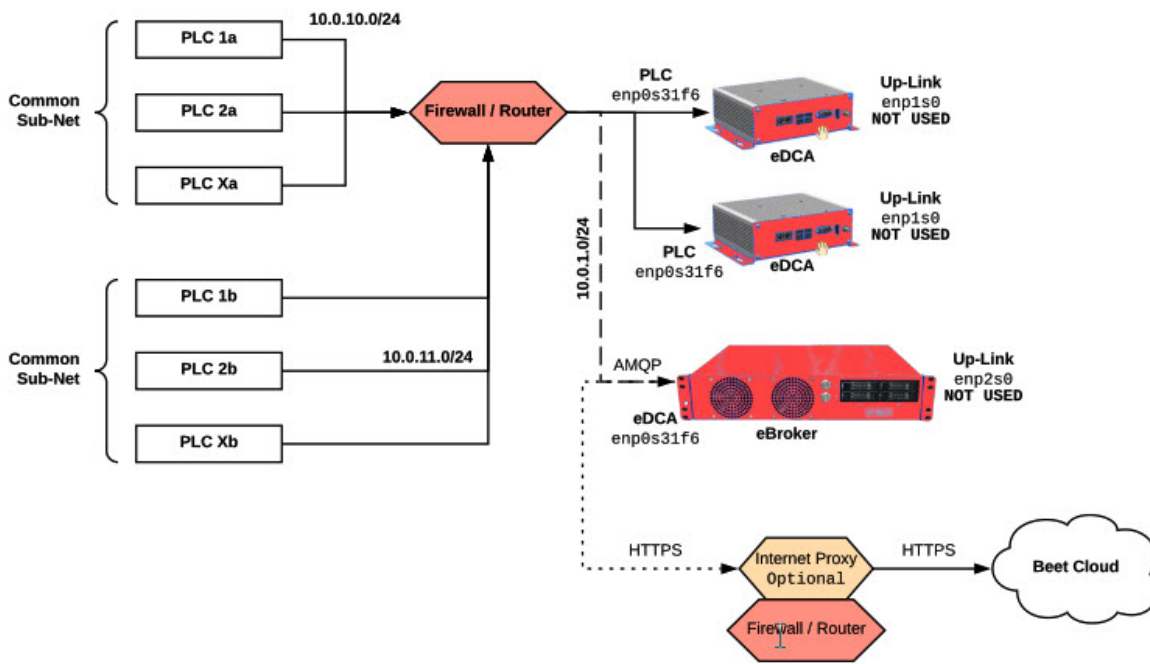 10.0.10.0/24
PLC 1a
PLC 2a
PLC Xa
Common
Sub-Net
Firewall / Router
PLC
enp0s31f6
eDCA
Up-Link
enp1s0
NOT USED
PLC
enp0s31f6
eDCA
Up-Link
enp1s0
NOT USED
10.0.1.0/24
Common
Sub-Net
PLC 1b
PLC 2b
PLC Xb
10.0.11.0/24
AMQP
eDCA
enp0s31f6
eBroker
Up-Link
enp2s0
NOT USED
HTTPS
Internet Proxy
Optional
HTTPS
Beet Cloud
Firewall / Router